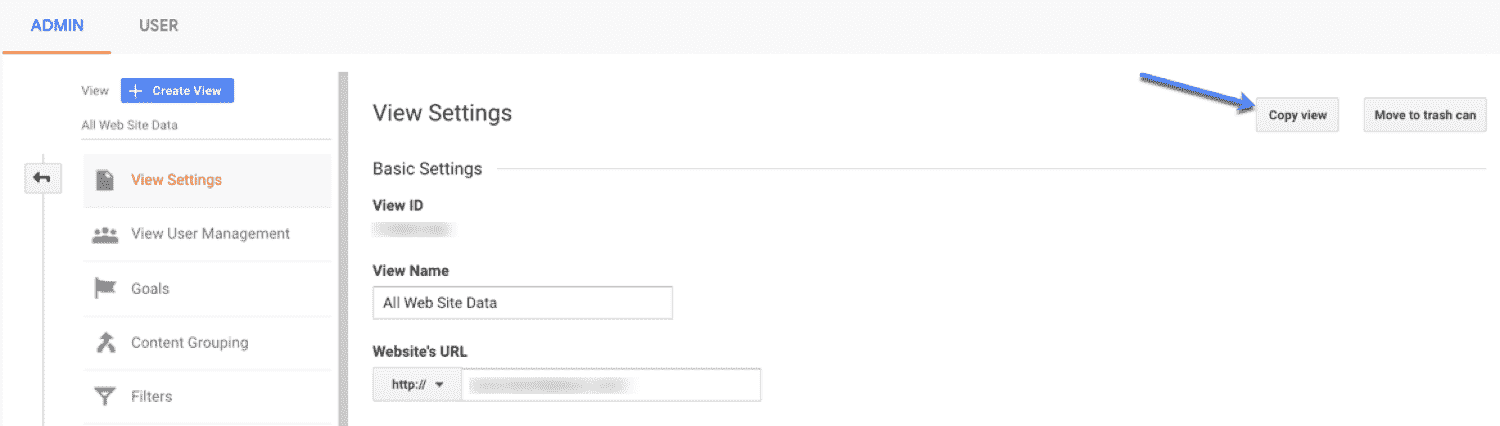 ADMIN USER
View + Create View
All Web Site Data
View Settings
View User Management
Goals
Content Grouping
Filters
View Settings
Copy view
Move to trash can
Basic Settings
View ID
View Name
All Web Site Data
Website's URL
http://